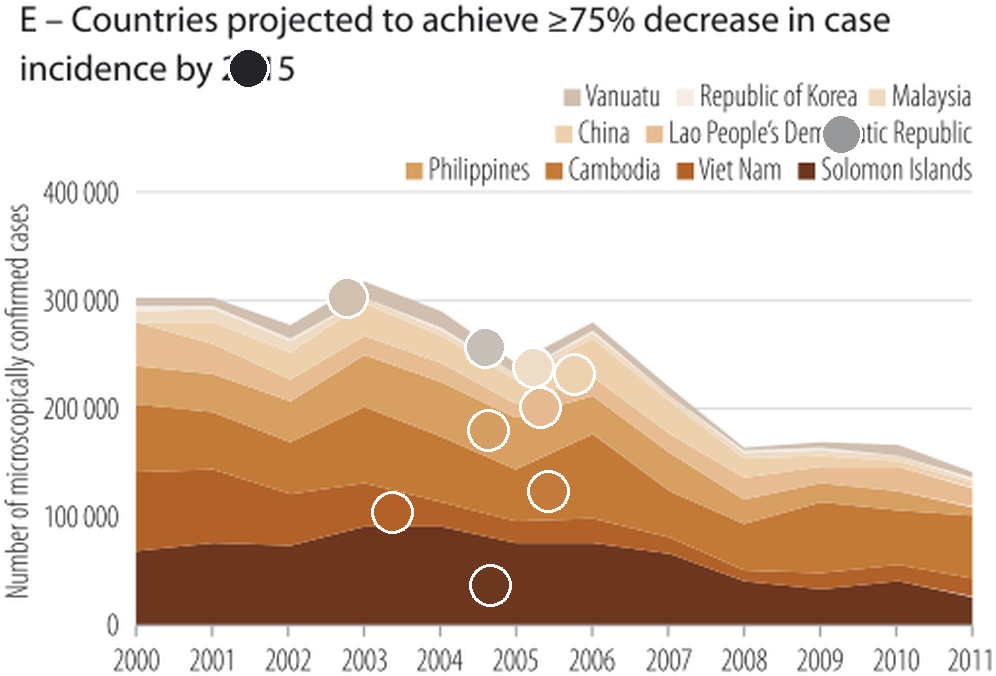 E – Countries projected to achieve ≥75% decrease in case
incidence by
Vanuatu Republic of Korea Malaysia
China Lao People's Republic
Philippines Cambodia Viet Nam Solomon Islands
Number of microscopically confirmed cases
400 000
300 000
200 000
100 000
0
2000 2001 2002 2003 2004 2005 2006 2007 2008 2009 2010 2011